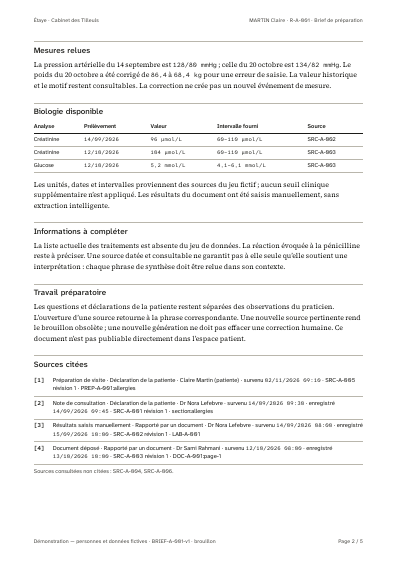 Étaye · Cabinet des Tilleuls
MARTIN Claire · R-A-001 · Brief de préparation
Mesures relues
La pression artérielle du 14 septembre est 128/80 mmHg ; celle du 20 octobre est 134/82 mmHg. Le
poids du 20 octobre a été corrigé de 86,4 à 68,4 kg pour une erreur de saisie. La valeur historique
et le motif restent consultables. La correction ne crée pas un nouvel événement de mesure.
Biologie disponible
Analyse Prélèvement Valeur Intervalle fourni Source
Créatinine 14/09/2026 96 µmol/L 60–110 µmol/L SRC-A-002
Créatinine 12/10/2026 104 µmol/L 60–110 µmol/L SRC-A-003
Glucose 12/10/2026 5,2 mmol/L 4,1–6,1 mmol/L SRC-A-003
Les unités, dates et intervalles proviennent des sources du jeu fictif ; aucun seuil clinique
supplémentaire n'est appliqué. Les résultats du document ont été saisis manuellement, sans
extraction intelligente.
Informations à compléter
La liste actuelle des traitements est absente du jeu de données. La réaction évoquée à la pénicilline
reste à préciser. Une source datée et consultable ne garantit pas à elle seule qu'elle soutient une
interprétation : chaque phrase de synthèse doit être relue dans son contexte.
Travail préparatoire
Les questions et déclarations de la patiente restent séparées des observations du praticien.
L'ouverture d'une source retourne à la phrase correspondante. Une nouvelle source pertinente rend
le brouillon obsolète ; une nouvelle génération ne doit pas effacer une correction humaine. Ce
document n'est pas publiable directement dans l'espace patient.
Sources citées
[1] Préparation de visite · Déclaration de la patiente · Claire Martin (patiente) · survenu 02/11/2026 09:10 · SRC-A-005
révision 1 · PREP-A-001:allergies
[2] Note de consultation · Déclaration de la patiente · Dr Nora Lefebvre · survenu 14/09/2026 09:30 · enregistré
14/09/2026 09:45 · SRC-A-001 révision 1 · section:allergies
[3] Résultats saisis manuellement · Rapporté par un document · Dr Nora Lefebvre · survenu 14/09/2026 08:00 · enregistré
15/09/2026 18:00 · SRC-A-002 révision 1 · LAB-A-001
[4] Document déposé · Rapporté par un document · Dr Sami Rahmani · survenu 12/10/2026 08:00 · enregistré
13/10/2026 18:00 · SRC-A-003 révision 1 · DOC-A-001:page-1
Sources consultées non citées : SRC-A-004, SRC-A-006.
Démonstration — personnes et données fictives · BRIEF-A-001-v1 · brouillon
Page 2 / 5